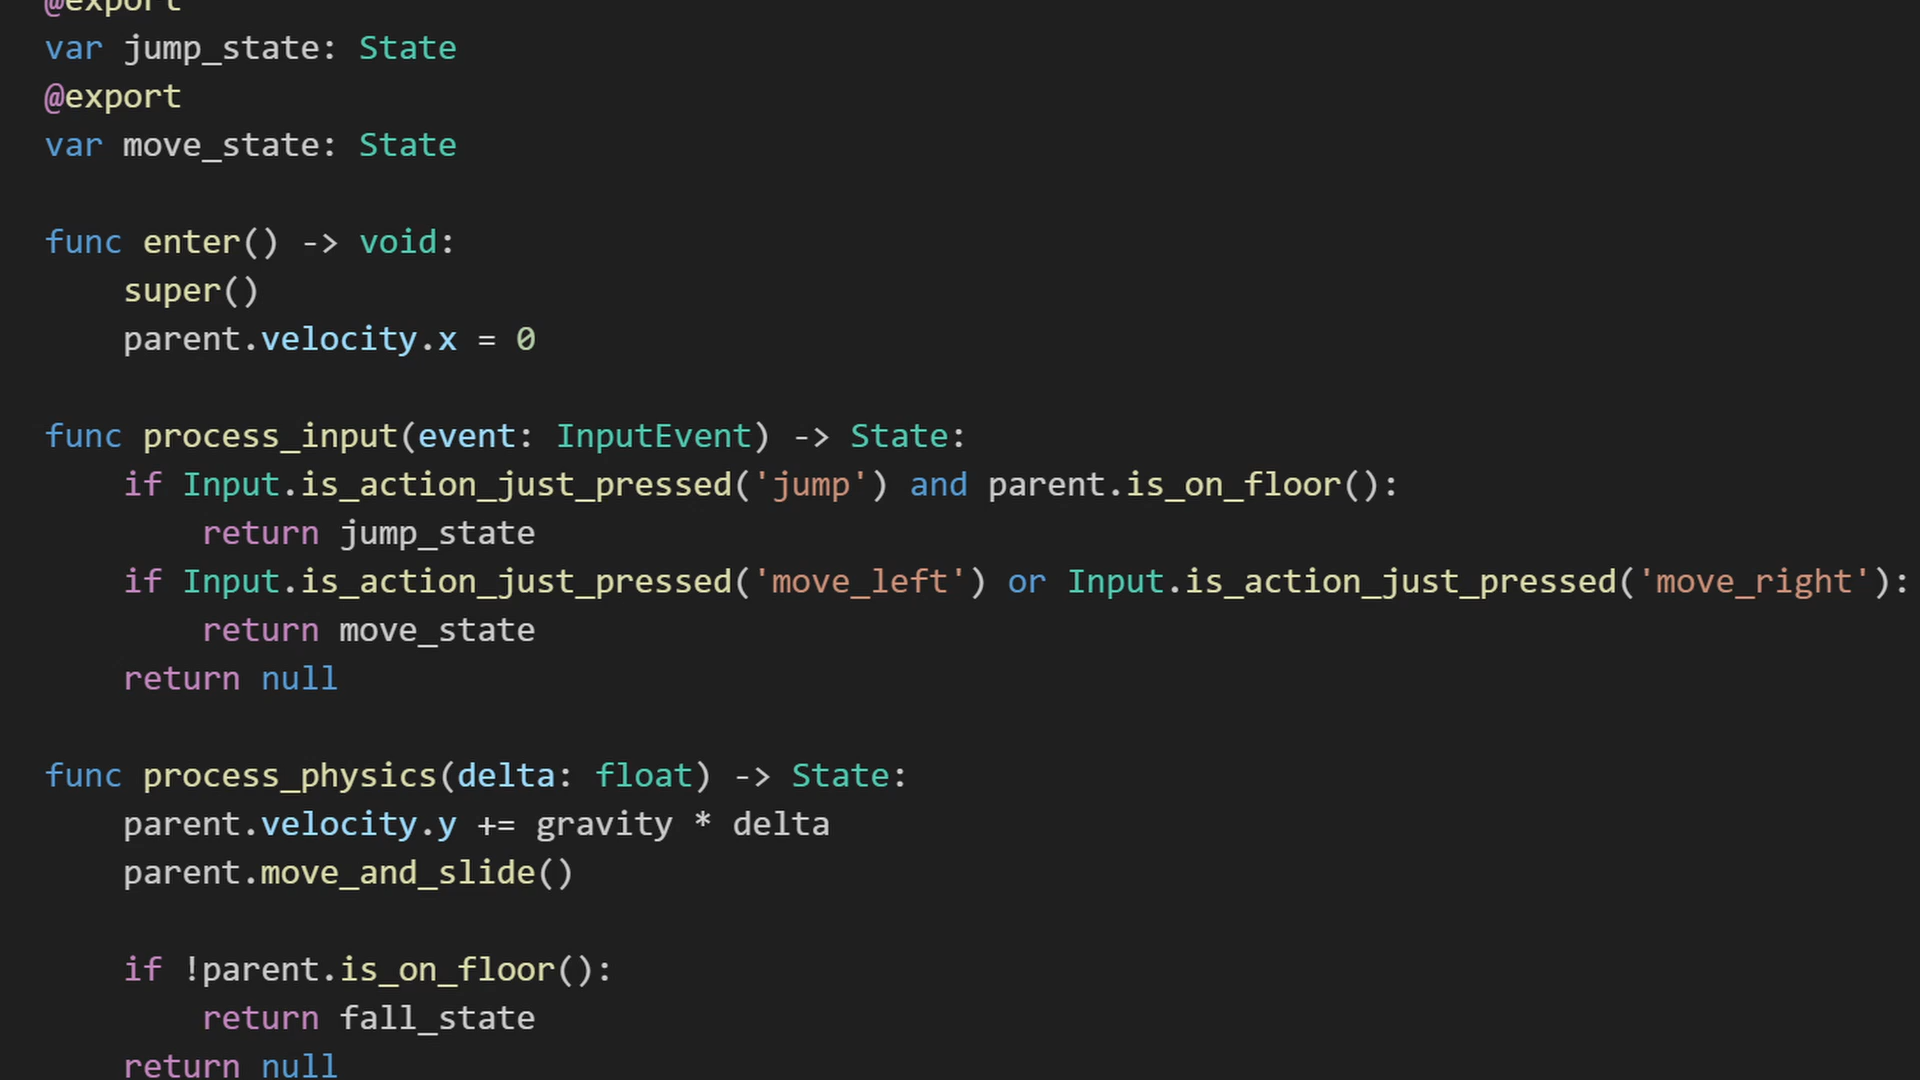 @export
var jump_state: State
@export
var move_state: State
func enter() -> void:
super()
parent.velocity.x = 0
func process_input(event: InputEvent) -> State:
if Input.is_action_just_pressed('jump') and parent.is_on_floor():
return jump_state
if Input.is_action_just_pressed('move_left') or Input.is_action_just_pressed('move_right'):
return move_state
return null
func process_physics(delta: float) -> State:
parent.velocity.y += gravity * delta
parent.move_and_slide()
if !parent.is_on_floor():
return fall_state
return null